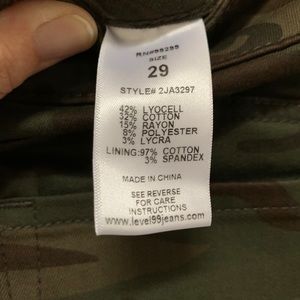 RN#99299
SIZE
29
STYLE# 2JA3297
42% LYOCELL
32% COTTON
15% RAYON
8% POLYESTER
3% LYCRA
LINING:97% COTTON
3% SPANDEX
MADE IN CHINA
SEE REVERSE
FOR CARE
INSTRUCTIONS
www.level99jeans.com